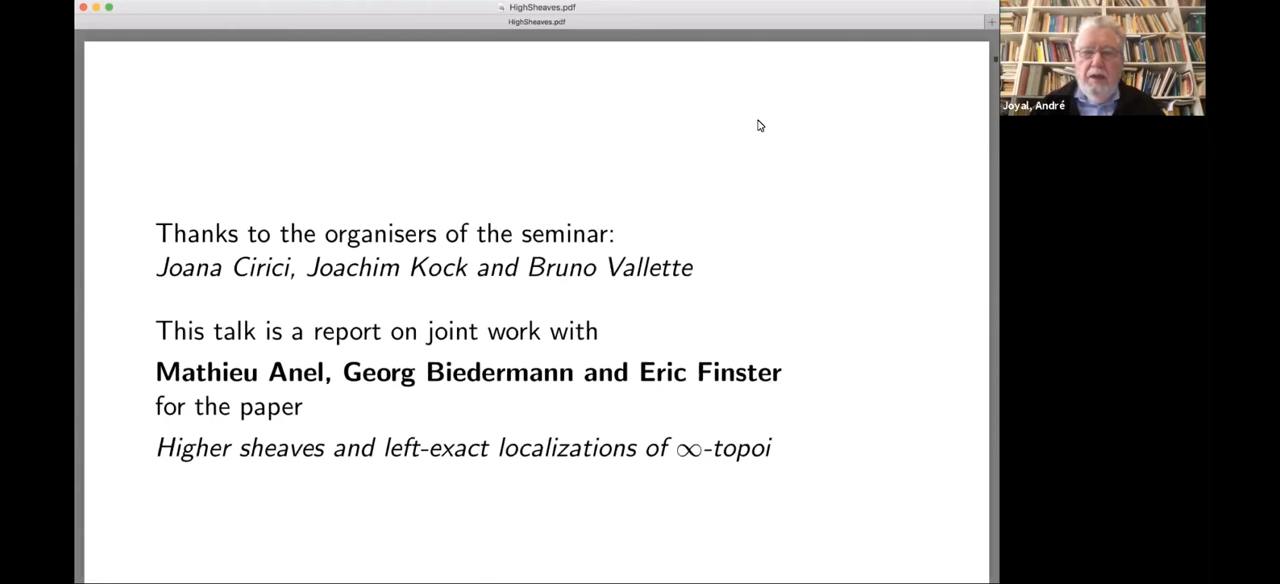 HighSheaves.pdf
HighSheaves.pdf
Thanks to the organisers of the seminar:
Joana Cirici, Joachim Kock and Bruno Vallette
This talk is a report on joint work with
Mathieu Anel, Georg Biedermann and Eric Finster
for the paper
Higher sheaves and left-exact localizations of ∞-topoi
Joyal, André